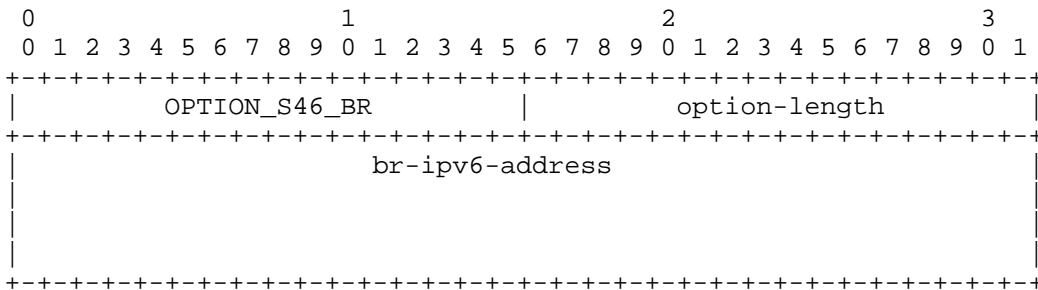 0                   1                   2                   3
 0 1 2 3 4 5 6 7 8 9 0 1 2 3 4 5 6 7 8 9 0 1 2 3 4 5 6 7 8 9 0 1
+-+-+-+-+-+-+-+-+-+-+-+-+-+-+-+-+-+-+-+-+-+-+-+-+-+-+-+-+-+-+-+-+
|         OPTION_S46_BR         |         option-length         |
+-+-+-+-+-+-+-+-+-+-+-+-+-+-+-+-+-+-+-+-+-+-+-+-+-+-+-+-+-+-+-+-+
|                      br-ipv6-address                          |
|                                                               |
|                                                               |
|                                                               |
+-+-+-+-+-+-+-+-+-+-+-+-+-+-+-+-+-+-+-+-+-+-+-+-+-+-+-+-+-+-+-+-+